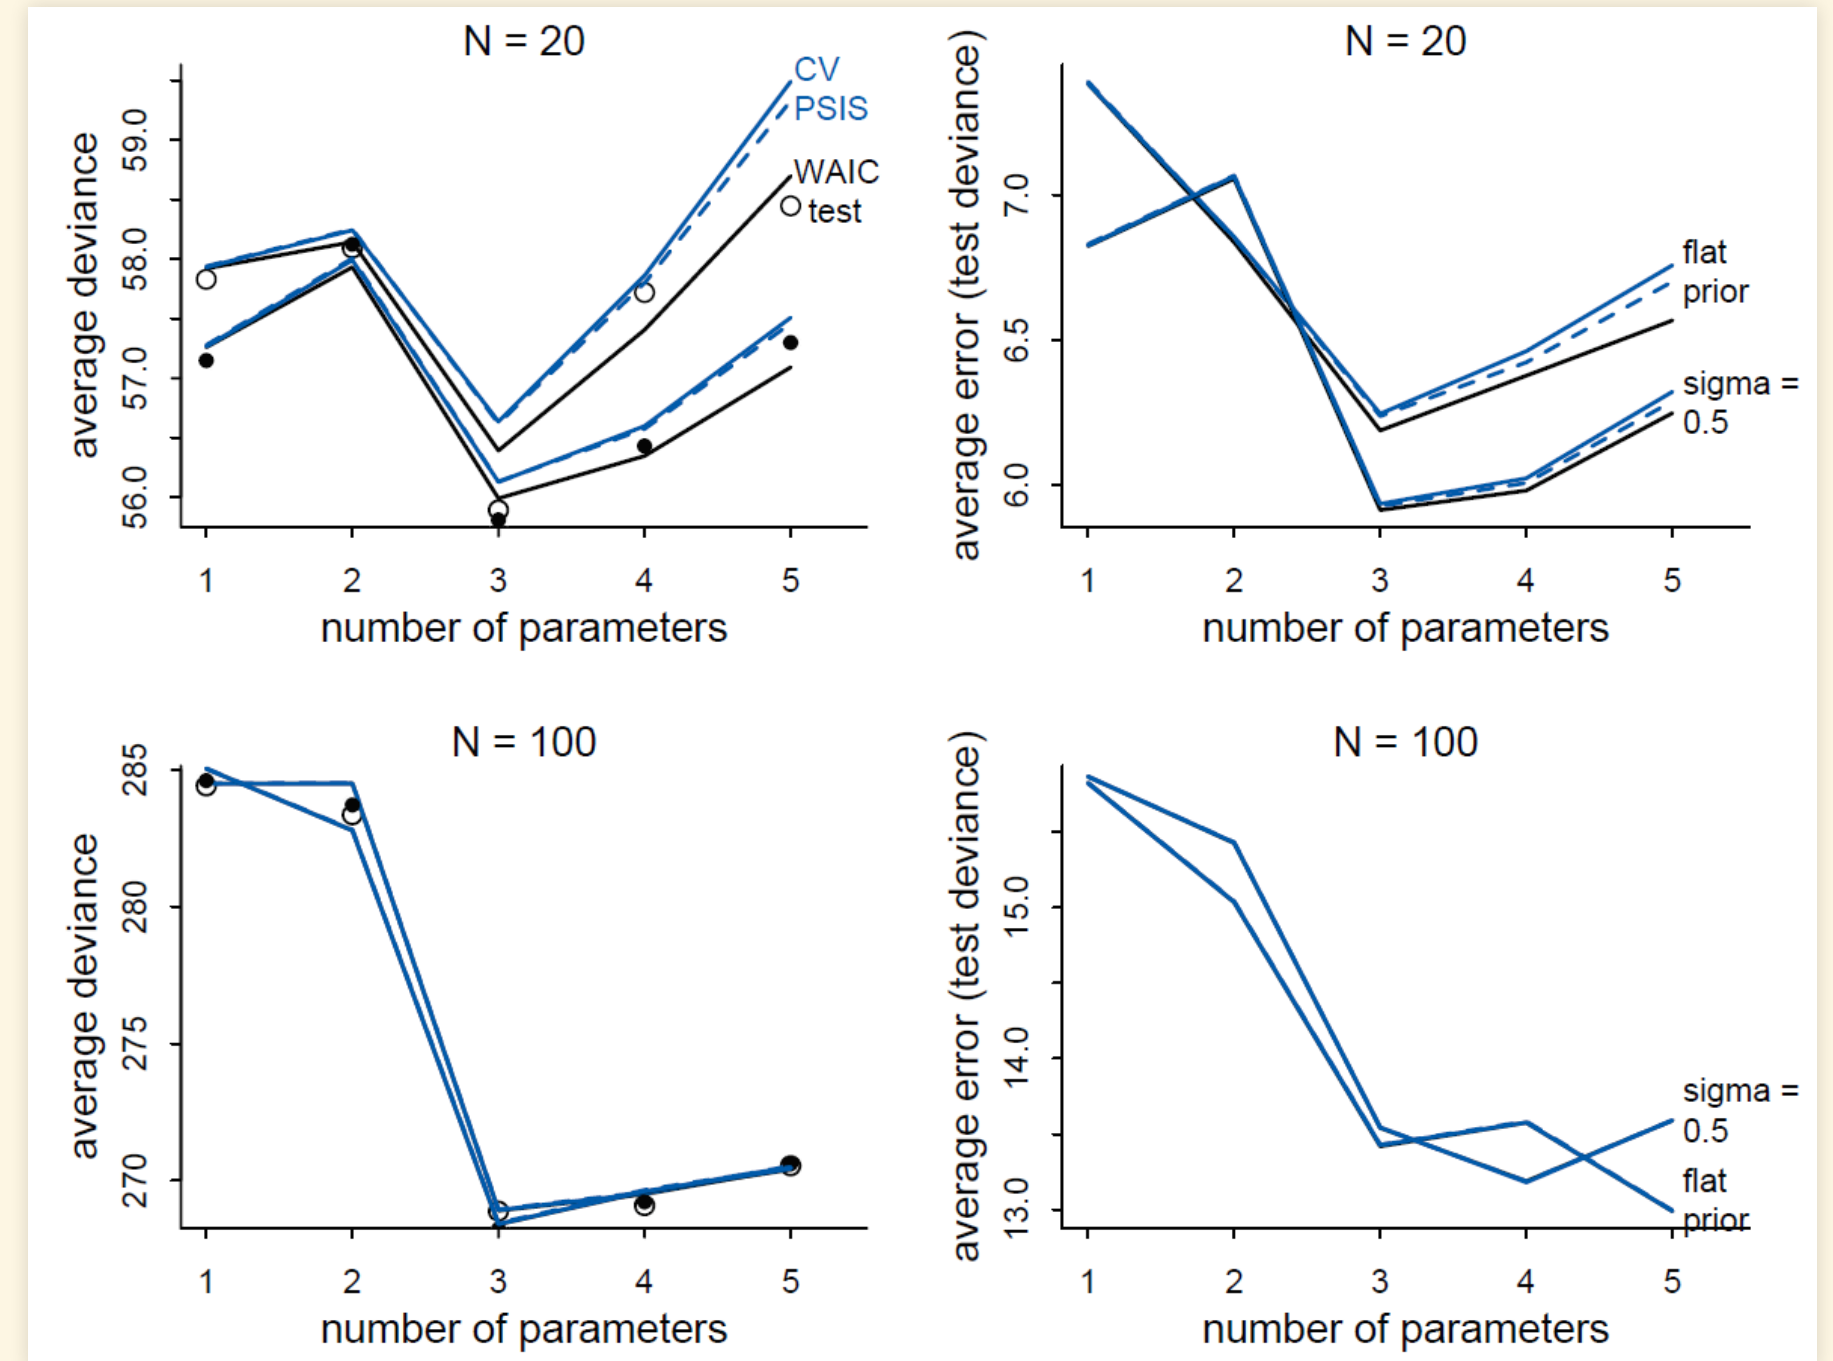 N = 20
average deviance
59.0
58.0
57.0
56.0
CV
PSIS
WAIC
test
1 2 3 4 5
number of parameters
N = 20
average error (test deviance)
7.0
6.5
6.0
flat
prior
sigma =
0.5
1 2 3 4 5
number of parameters
N = 100
average deviance
285
280
275
270
1 2 3 4 5
number of parameters
N = 100
average error (test deviance)
15.0
14.0
13.0
sigma =
0.5
flat
prior
1 2 3 4 5
number of parameters